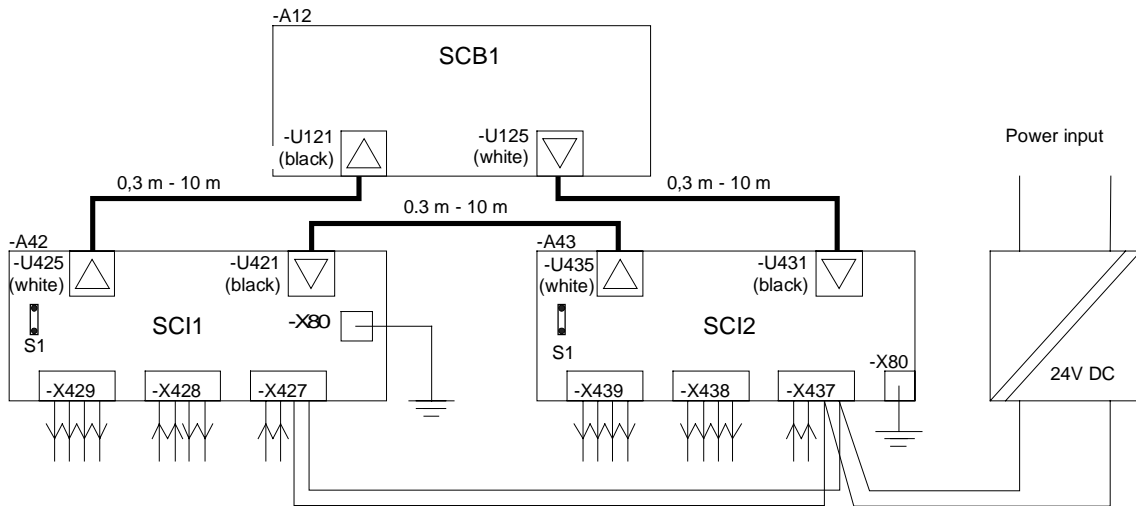 -A12
SCB1
-U121
(black)
-U125
(white)
Power input
0,3 m - 10 m
0.3 m - 10 m
0,3 m - 10 m
-A42
-U425
(white)
-U421
(black)
-A43
-U435
(white)
-U431
(black)
S1
SCI1
-X80
S1
SCI2
-X80
24V DC
-X429
-X428
-X427
-X439
-X438
-X437